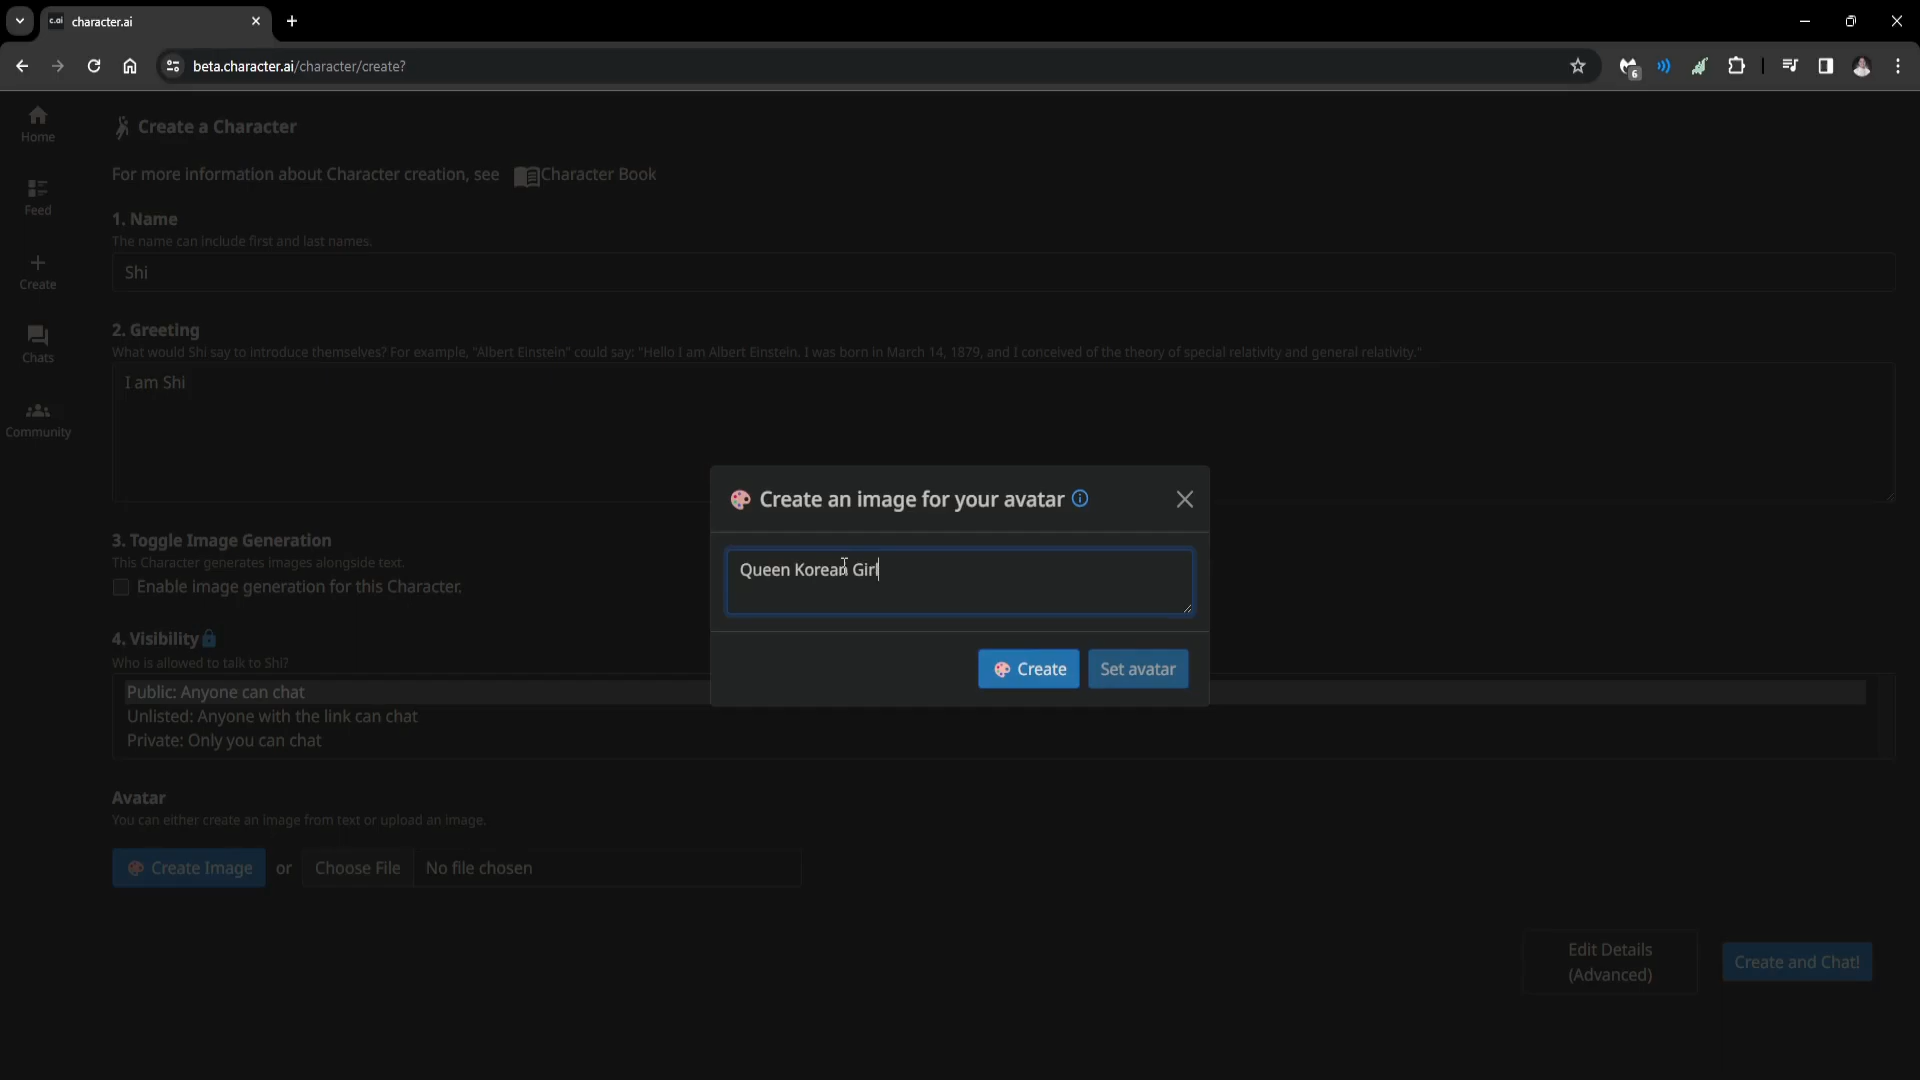 c.ai character.ai
beta.character.ai/character/create?
6
Home
Feed
Create
Chats
Community
Create a Character
For more information about Character creation, see Character Book
1. Name
The name can include first and last names.
Shi
2. Greeting
What would Shi say to introduce themselves? For example, "Albert Einstein" could say: "Hello I am Albert Einstein. I was born in March 14, 1879, and I conceived of the theory of special relativity and general relativity."
I am Shi
3. Toggle Image Generation
This Character generates images alongside text.
Enable image generation for this Character.
4. Visibility
Who is allowed to talk to Shi?
Public: Anyone can chat
Unlisted: Anyone with the link can chat
Private: Only you can chat
Avatar
You can either create an image from text or upload an image.
Create Image or Choose File No file chosen
Edit Details
(Advanced)
Create and Chat!
Create an image for your avatar
Queen Korean Girl
Create Set avatar